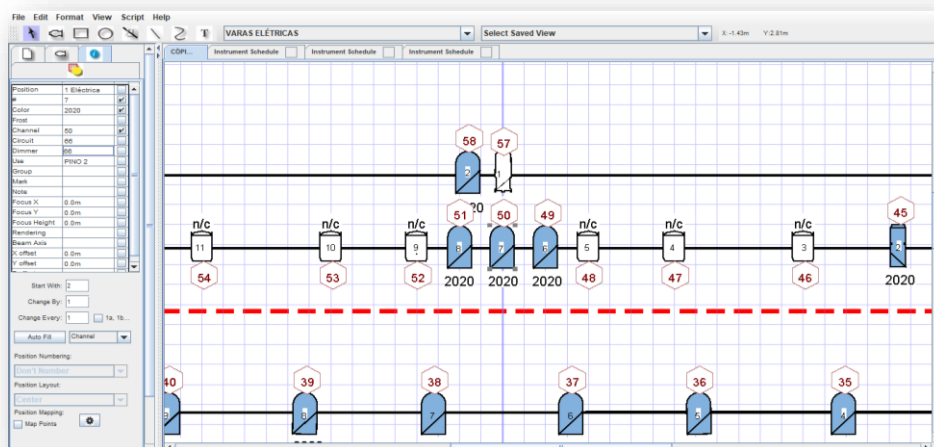 File Edit Format View Script Help
T VARAS ELÉTRICAS Select Saved View X: -1.43m Y:2.81m
CÓPI... Instrument Schedule Instrument Schedule Instrument Schedule
Position 1 Eléctrica
# 7
Color 2020
Frost
Channel 50
Circuit 66
Dimmer 66
Use PINO 2
Group
Mark
Note
Focus X 0.0m
Focus Y 0.0m
Focus Height 0.0m
Rendering
Beam Axis
X offset 0.0m
Y offset 0.0m
Start With: 2
Change By: 1
Change Every: 1 1a, 1b...
Auto Fill Channel
Position Numbering:
Don't Number
Position Layout:
Center
Position Mapping:
Map Points
58 57
2 1
20
51 50 49 45
n/c n/c n/c n/c n/c n/c
11 10 9 8 7 6 5 4 3 2
54 53 52 2020 2020 2020 48 47 46 2020
40 39 38 37 36 35
9 8 7 6 5 4